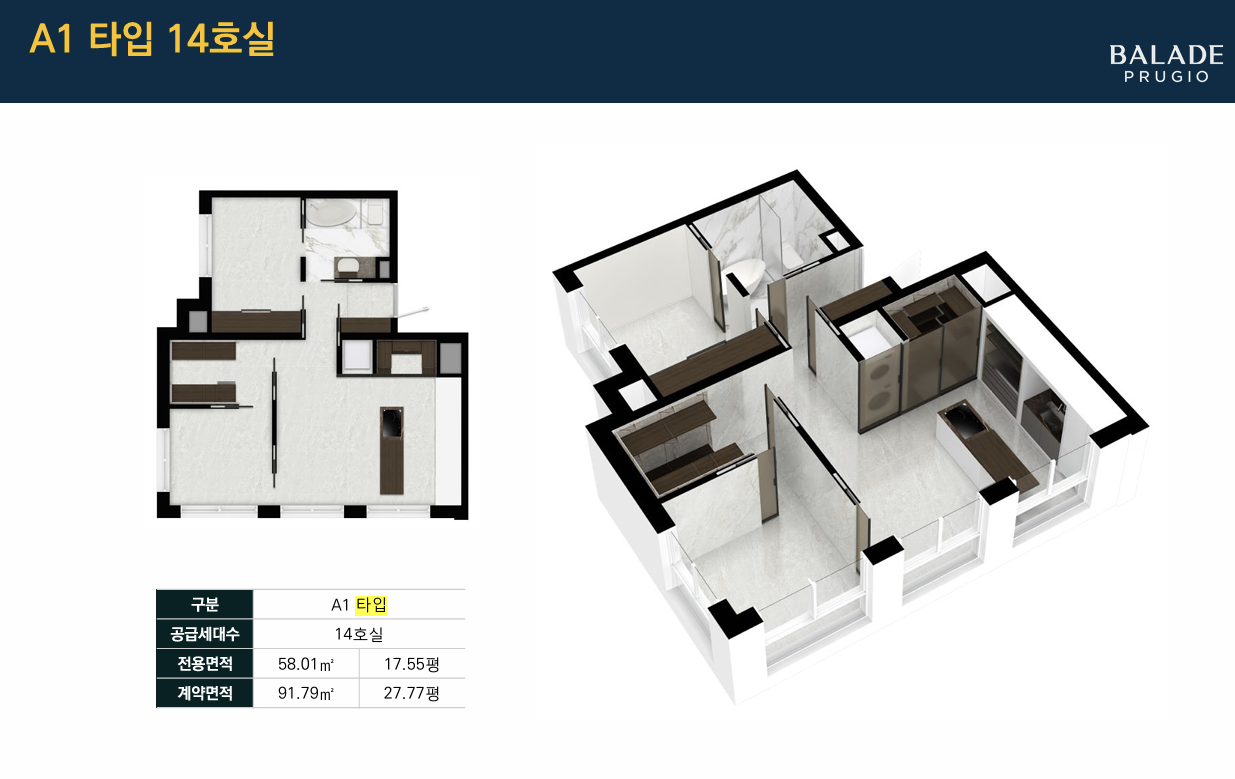 A1 타입 14호실
BALADE
PRUGIO
구분 A1 타입
공급세대수 14호실
전용면적 58.01㎡ 17.55평
계약면적 91.79㎡ 27.77평